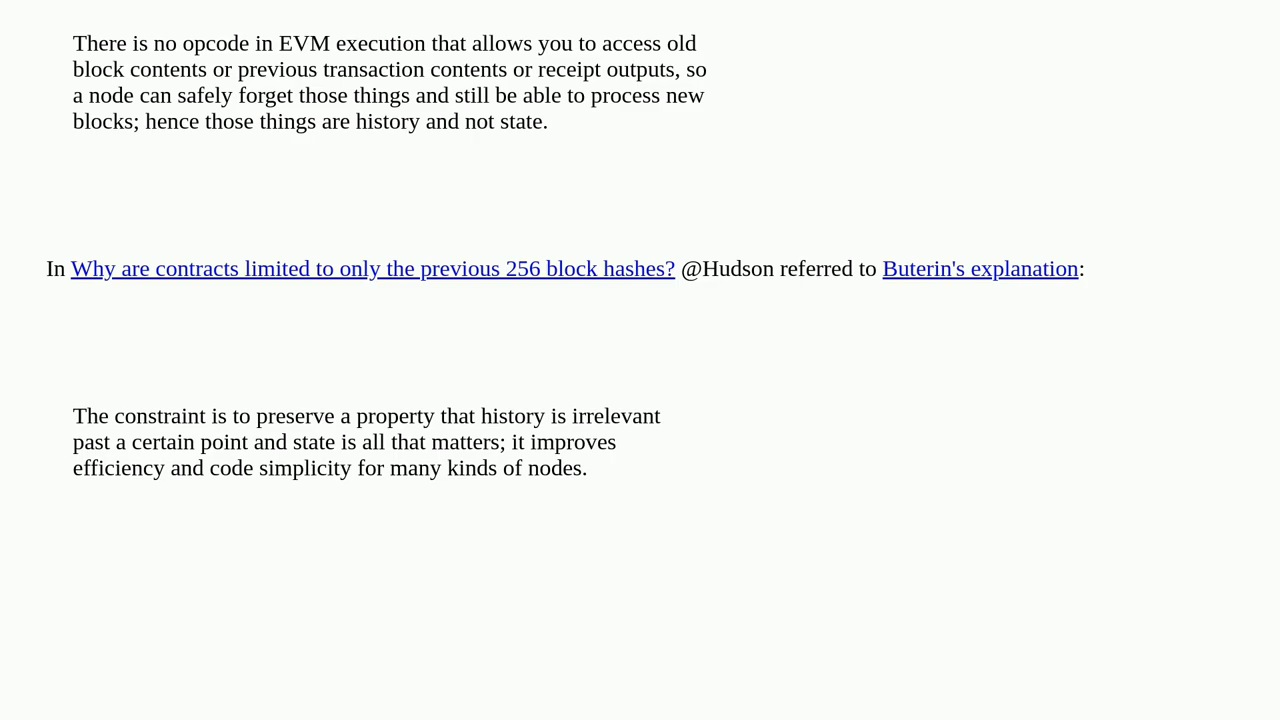 There is no opcode in EVM execution that allows you to access old
block contents or previous transaction contents or receipt outputs, so
a node can safely forget those things and still be able to process new
blocks; hence those things are history and not state.
In Why are contracts limited to only the previous 256 block hashes? @Hudson referred to Buterin's explanation:
The constraint is to preserve a property that history is irrelevant
past a certain point and state is all that matters; it improves
efficiency and code simplicity for many kinds of nodes.